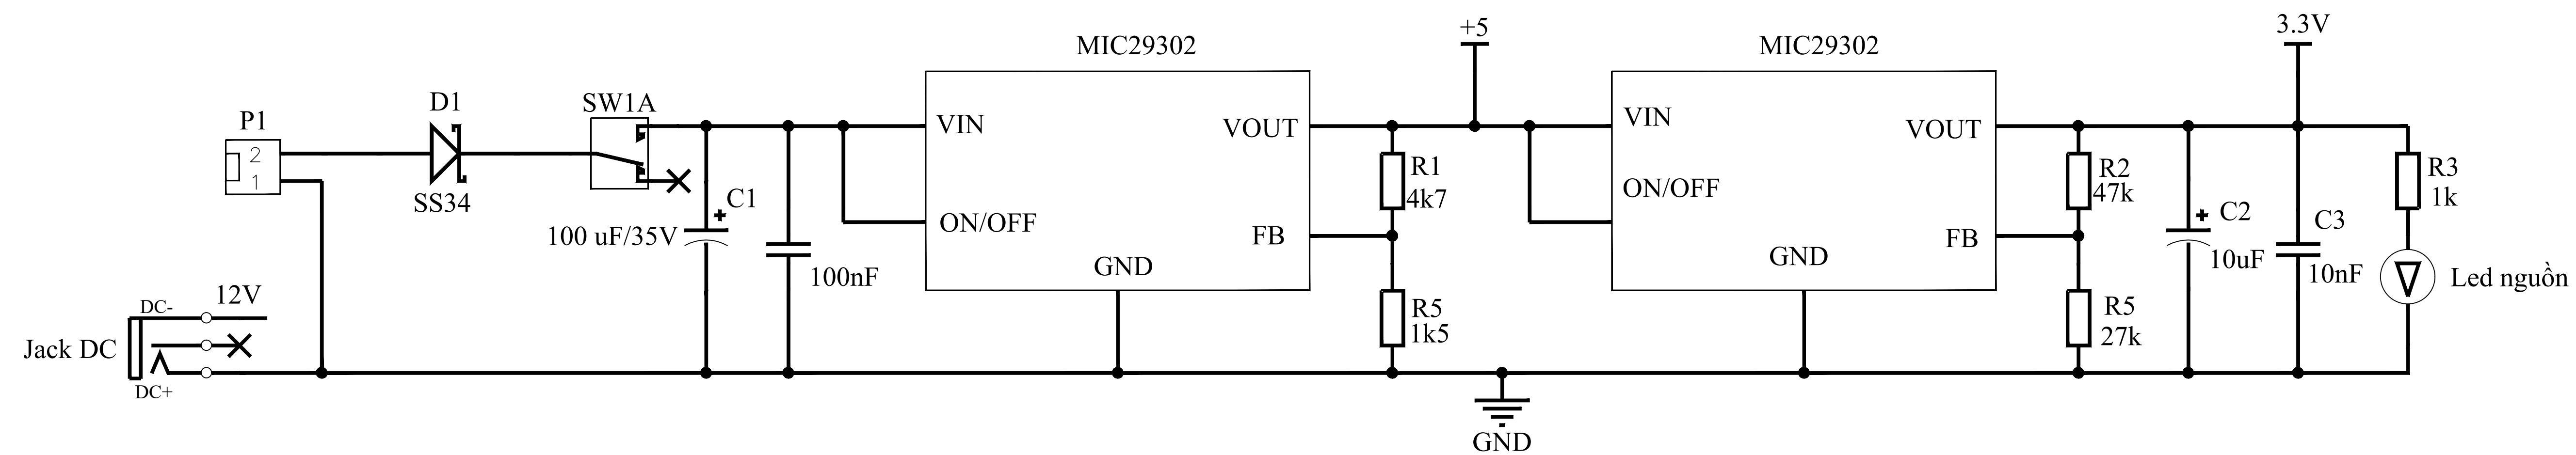 P1
2
1
D1
SS34
SW1A
C1
100 uF/35V
100nF
Jack DC
DC-
12V
DC+
MIC29302
VIN
VOUT
ON/OFF
FB
GND
R1
4k7
R5
1k5
+5
GND
MIC29302
VIN
VOUT
ON/OFF
FB
GND
R2
47k
R5
27k
C2
10uF
3.3V
C3
10nF
R3
1k
Led nguồn